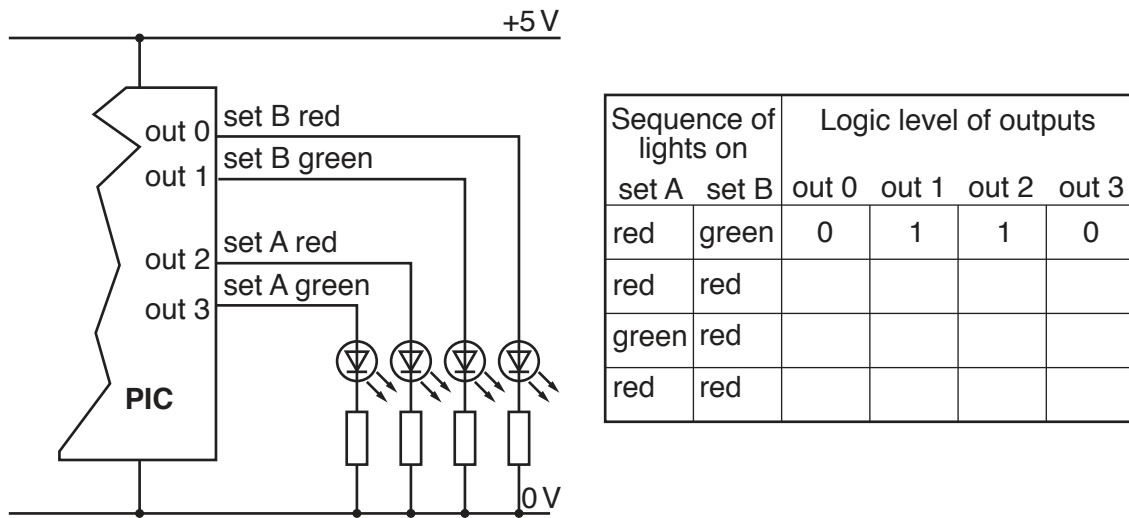 +5 V
out 0 set B red
out 1 set B green
out 2 set A red
out 3 set A green
PIC
0 V
Sequence of lights on Logic level of outputs
set A set B out 0 out 1 out 2 out 3
red green 0 1 1 0
red red
green red
red red